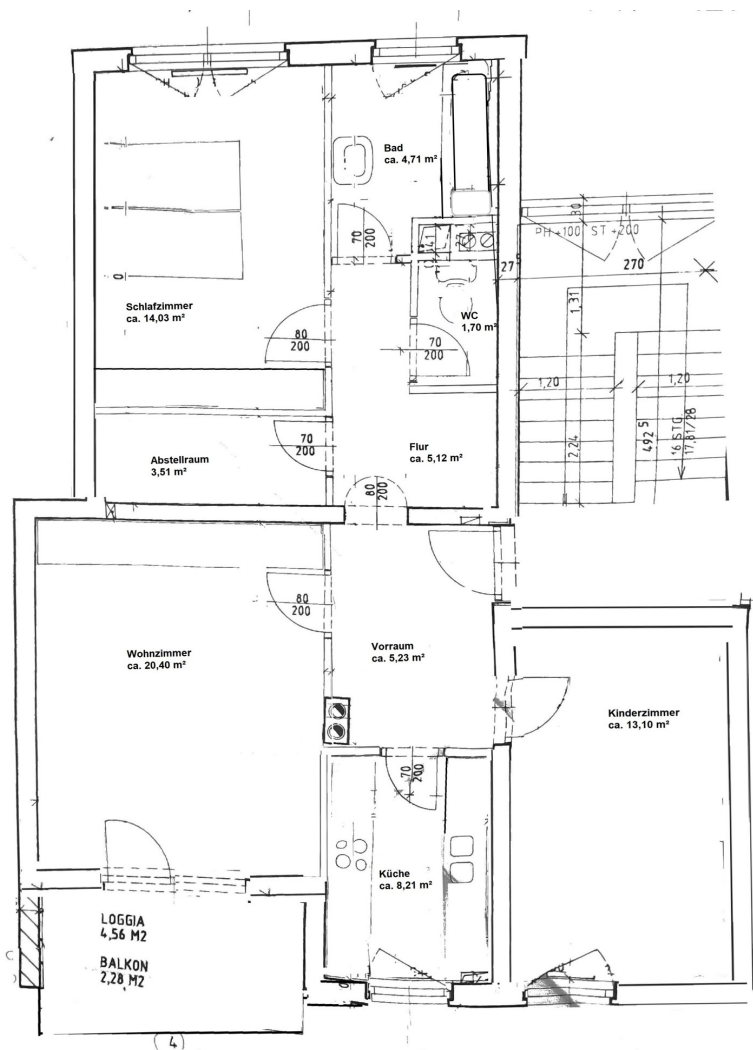 Bad
ca. 4,71 m²
30
PH +100 ST +200
70
200
41
27
27
270
Schlafzimmer
ca. 14,03 m²
WC
1,70 m²
1,31
80
200
70
200
1,20
1,20
Abstellraum
3,51 m²
70
200
Flur
ca. 5,12 m²
2,24
492 5
16 STG
17.81/28
80
200
80
200
Wohnzimmer
ca. 20,40 m²
Vorraum
ca. 5,23 m²
Kinderzimmer
ca. 13,10 m²
70
200
Küche
ca. 8,21 m²
LOGGIA
4,56 M2
BALKON
2,28 M2
(4)